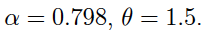 α = 0.798, θ = 1.5.